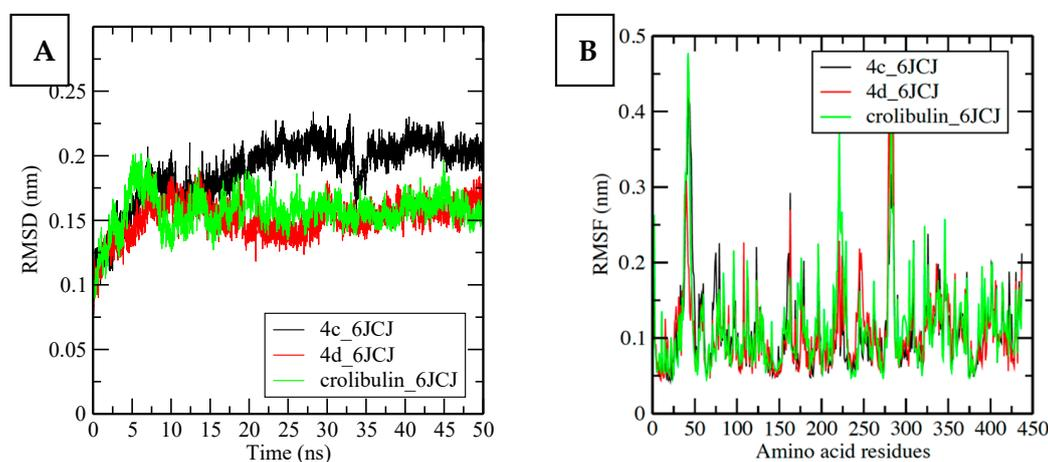 A
RMSD (nm)
0.25
0.2
0.15
0.1
0.05
0
0 5 10 15 20 25 30 35 40 45 50
Time (ns)
4c_6JCJ
4d_6JCJ
crolibulin_6JCJ
B
RMSF (nm)
0.5
0.4
0.3
0.2
0.1
0
0 50 100 150 200 250 300 350 400 450
Amino acid residues
4c_6JCJ
4d_6JCJ
crolibulin_6JCJ